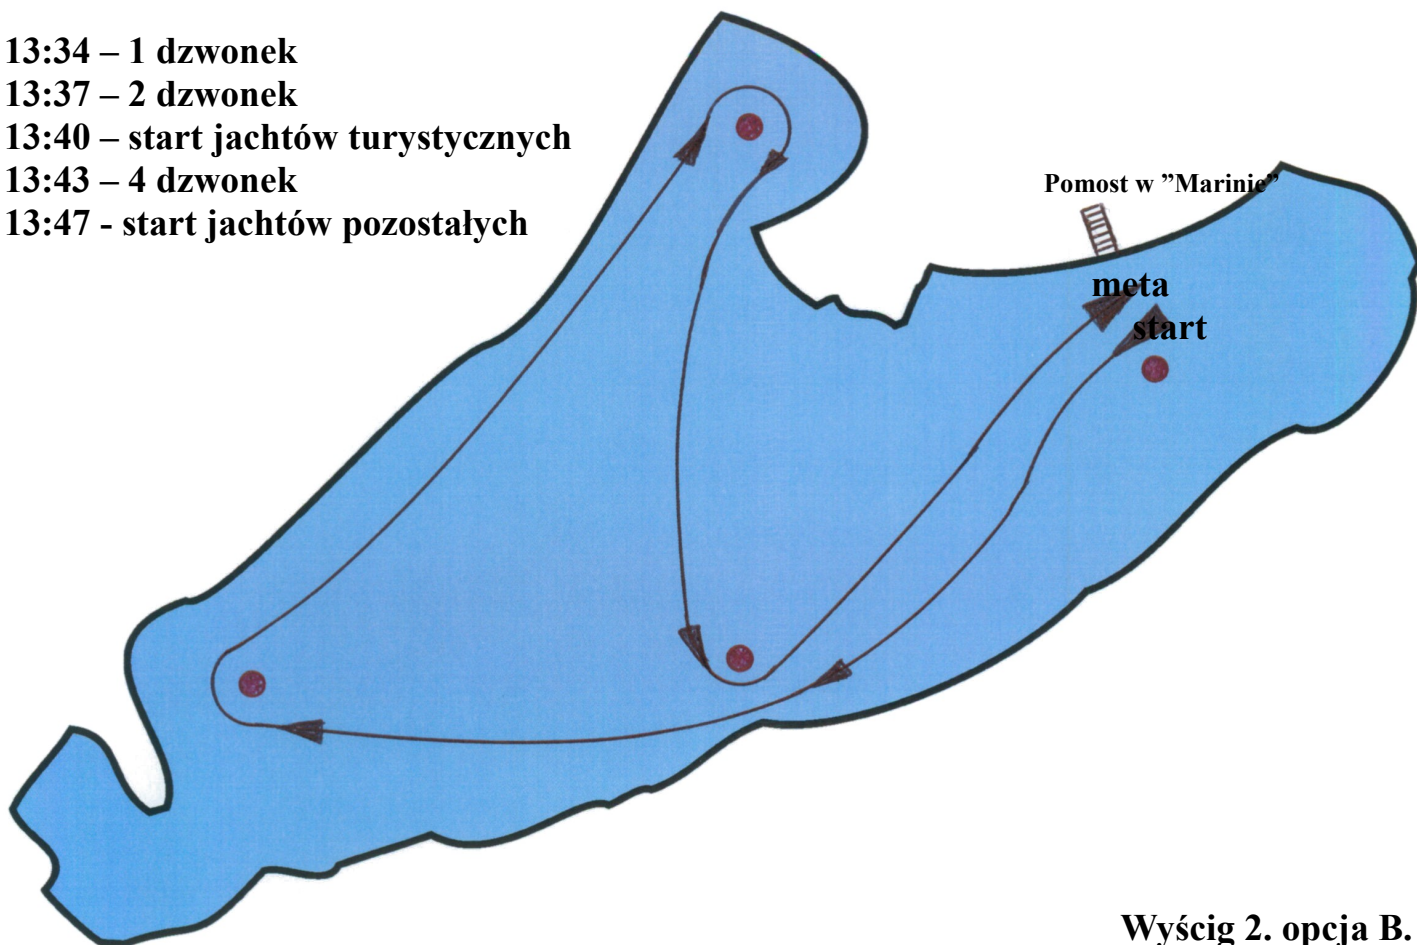 13:34 – 1 dzwonek
13:37 – 2 dzwonek
13:40 – start jachtów turystycznych
13:43 – 4 dzwonek
13:47 - start jachtów pozostałych
Pomost w ”Marinie”
meta
start
Wyścig 2. opcja B.